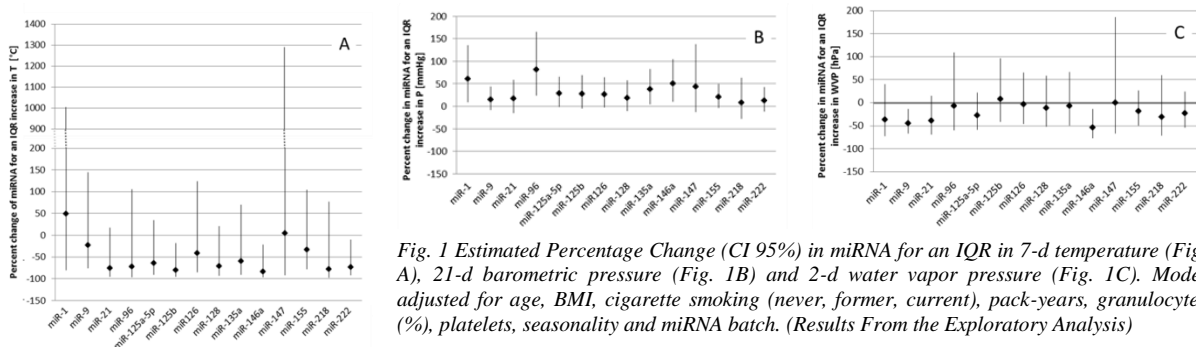 Percent change of miRNA for an IQR increase in T [°C]
1400
1300
1200
1100
1000
900
200
150
100
50
0
-50
-100
-150
A
miR-1
miR-9
miR-21
miR-96
miR-125a-5p
miR-125b
miR126
miR-128
miR-135a
miR-146a
miR-147
miR-155
miR-218
miR-222
Percent change in miRNA for an IQR
increase in P [mmHg]
200
150
100
50
0
-50
-100
-150
B
miR-1
miR-9
miR-21
miR-96
miR-125a-5p
miR-125b
miR126
miR-128
miR-135a
miR-146a
miR-147
miR-155
miR-218
miR-222
Percent change in miRNA for an IQR
increase in WVP [hPa]
200
150
100
50
0
-50
-100
-150
C
miR-1
miR-9
miR-21
miR-96
miR-125a-5p
miR-125b
miR126
miR-128
miR-135a
miR-146a
miR-147
miR-155
miR-218
miR-222
Fig. 1 Estimated Percentage Change (CI 95%) in miRNA for an IQR in 7-d temperature (Fig
A), 21-d barometric pressure (Fig. 1B) and 2-d water vapor pressure (Fig. 1C). Mode
adjusted for age, BMI, cigarette smoking (never, former, current), pack-years, granulocyte
(%), platelets, seasonality and miRNA batch. (Results From the Exploratory Analysis)